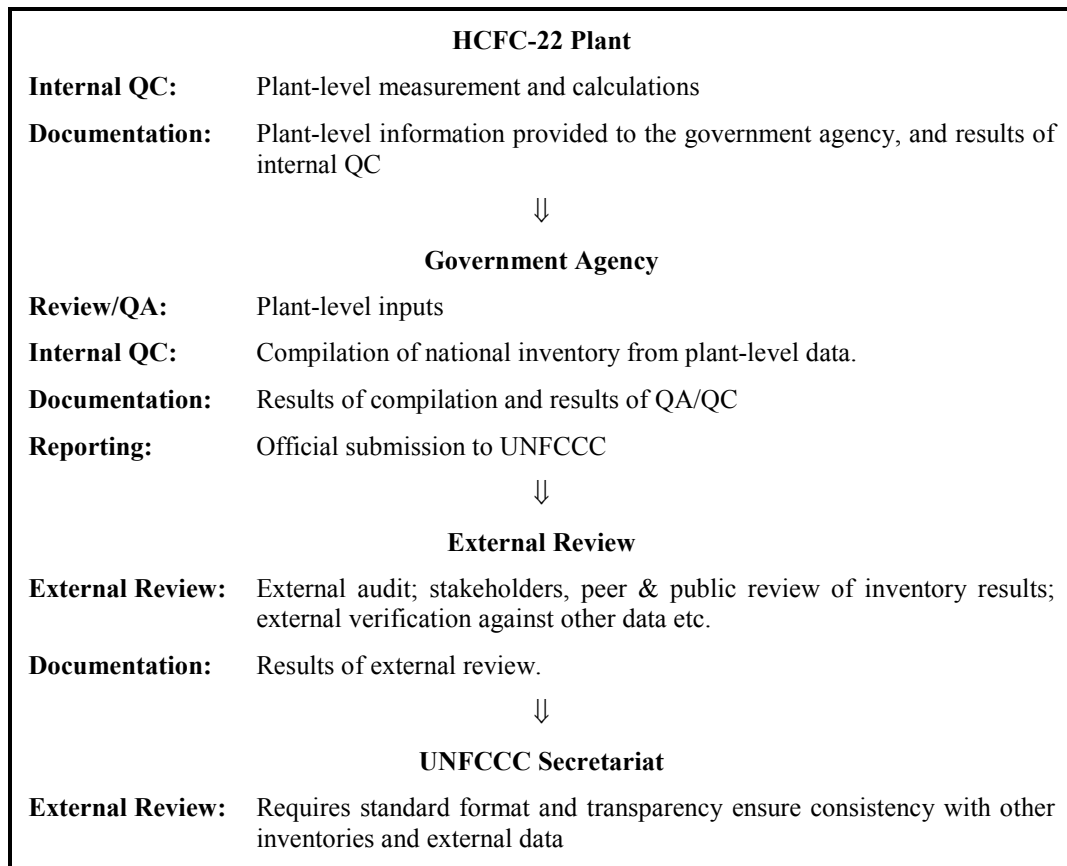 HCFC-22 Plant
Internal QC: Plant-level measurement and calculations
Documentation: Plant-level information provided to the government agency, and results of
internal QC
⇓
Government Agency
Review/QA: Plant-level inputs
Internal QC: Compilation of national inventory from plant-level data.
Documentation: Results of compilation and results of QA/QC
Reporting: Official submission to UNFCCC
⇓
External Review
External Review: External audit; stakeholders, peer & public review of inventory results;
external verification against other data etc.
Documentation: Results of external review.
⇓
UNFCCC Secretariat
External Review: Requires standard format and transparency ensure consistency with other
inventories and external data